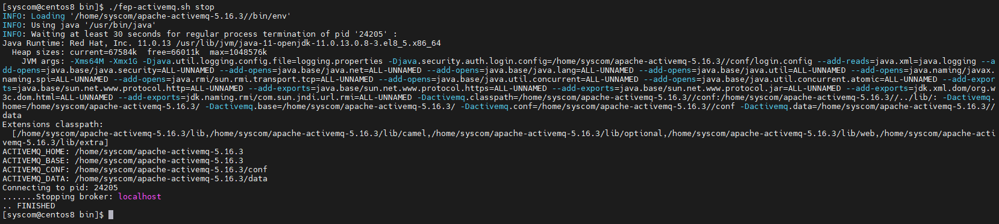 [syscom@centos8 bin]$ ./fep-activemq.sh stop
INFO: Loading '/home/syscom/apache-activemq-5.16.3//bin/env'
INFO: Using java '/usr/bin/java'
INFO: Waiting at least 30 seconds for regular process termination of pid '24205' :
Java Runtime: Red Hat, Inc. 11.0.13 /usr/lib/jvm/java-11-openjdk-11.0.13.0.8-3.el8_5.x86_64
  Heap sizes: current=67584k  free=66011k  max=1048576k
    JVM args: -Xms64M -Xmx1G -Djava.util.logging.config.file=logging.properties -Djava.security.auth.login.config=/home/syscom/apache-activemq-5.16.3//conf/login.config --add-reads=java.xml=java.logging --a
dd-opens=java.base/java.security=ALL-UNNAMED --add-opens=java.base/java.net=ALL-UNNAMED --add-opens=java.base/java.lang=ALL-UNNAMED --add-opens=java.base/java.util=ALL-UNNAMED --add-opens=java.naming/javax.
naming.spi=ALL-UNNAMED --add-opens=java.rmi/sun.rmi.transport.tcp=ALL-UNNAMED --add-opens=java.base/java.util.concurrent=ALL-UNNAMED --add-opens=java.base/java.util.concurrent.atomic=ALL-UNNAMED --add-expor
ts=java.base/sun.net.www.protocol.http=ALL-UNNAMED --add-exports=java.base/sun.net.www.protocol.https=ALL-UNNAMED --add-exports=java.base/sun.net.www.protocol.jar=ALL-UNNAMED --add-exports=jdk.xml.dom/org.w
3c.dom.html=ALL-UNNAMED --add-exports=jdk.naming.rmi/com.sun.jndi.url.rmi=ALL-UNNAMED -Dactivemq.classpath=/home/syscom/apache-activemq-5.16.3//conf:/home/syscom/apache-activemq-5.16.3//../lib/: -Dactivemq.
home=/home/syscom/apache-activemq-5.16.3/ -Dactivemq.base=/home/syscom/apache-activemq-5.16.3/ -Dactivemq.conf=/home/syscom/apache-activemq-5.16.3//conf -Dactivemq.data=/home/syscom/apache-activemq-5.16.3//
data
Extensions classpath:
  [/home/syscom/apache-activemq-5.16.3/lib,/home/syscom/apache-activemq-5.16.3/lib/camel,/home/syscom/apache-activemq-5.16.3/lib/optional,/home/syscom/apache-activemq-5.16.3/lib/web,/home/syscom/apache-acti
vemq-5.16.3/lib/extra]
ACTIVEMQ_HOME: /home/syscom/apache-activemq-5.16.3
ACTIVEMQ_BASE: /home/syscom/apache-activemq-5.16.3
ACTIVEMQ_CONF: /home/syscom/apache-activemq-5.16.3/conf
ACTIVEMQ_DATA: /home/syscom/apache-activemq-5.16.3/data
Connecting to pid: 24205
.......Stopping broker: localhost
.. FINISHED
[syscom@centos8 bin]$